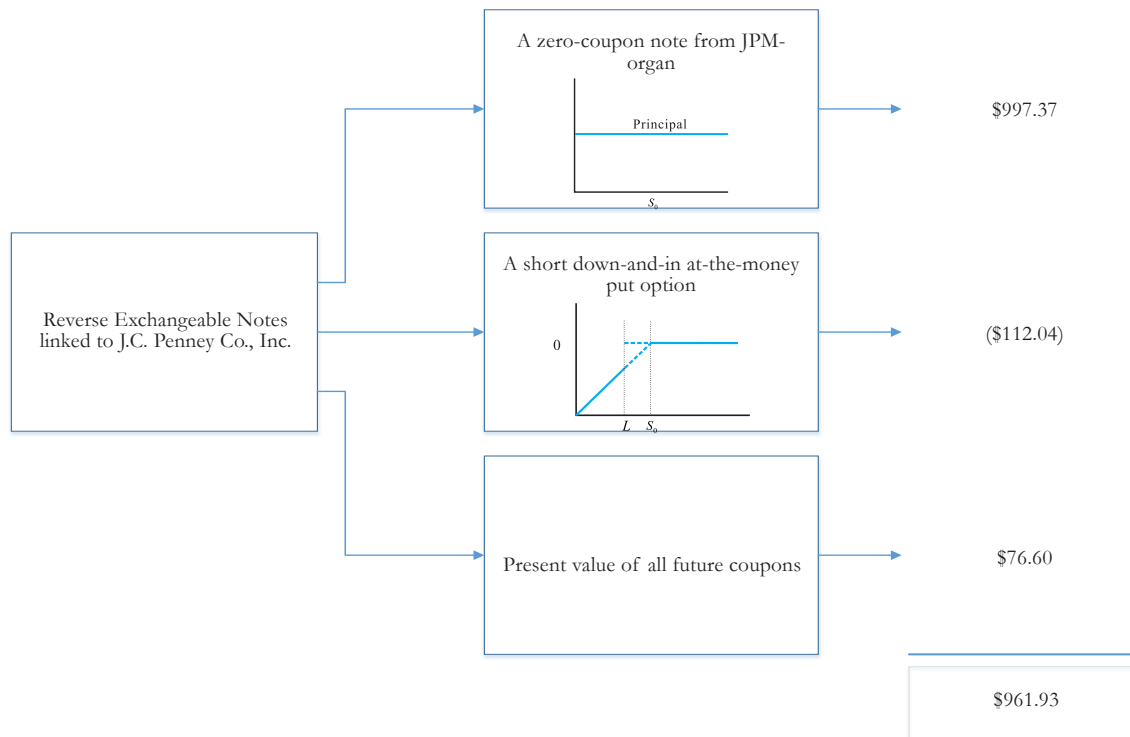 A zero-coupon note from JPM-
organ
Principal
S₀
$997.37
Reverse Exchangeable Notes
linked to J.C. Penney Co., Inc.
A short down-and-in at-the-money
put option
0
L S₀
($112.04)
Present value of all future coupons
$76.60
$961.93